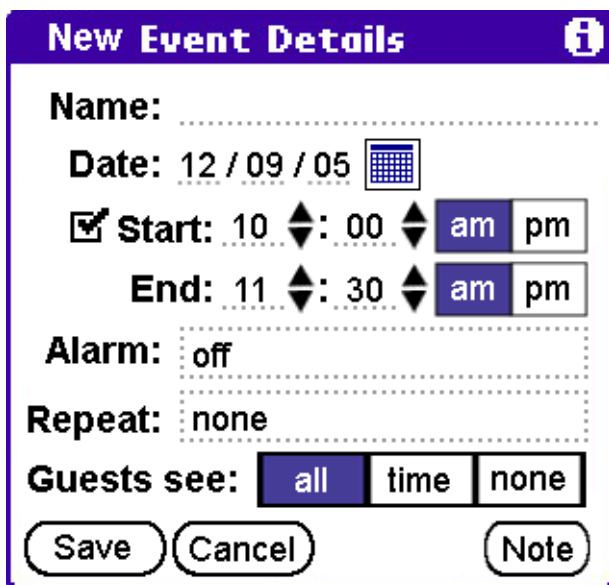 New Event Details
Name:
Date: 12 / 09 / 05
Start: 10 : 00 am pm
End: 11 : 30 am pm
Alarm: off
Repeat: none
Guests see: all time none
Save Cancel Note